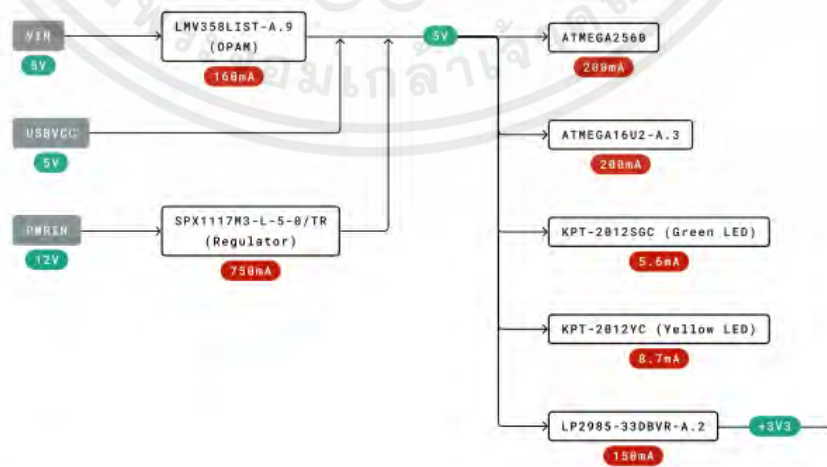 VIN
5V
LMV358LIST-A.9
(OPAM)
160mA
USBVCC
5V
PWRIN
12V
SPX1117M3-L-5-0/TR
(Regulator)
750mA
5V
ATMEGA2560
200mA
ATMEGA16U2-A.3
200mA
KPT-2012SGC (Green LED)
5.6mA
KPT-2012YC (Yellow LED)
8.7mA
LP2985-33DBVR-A.2
150mA
+3V3